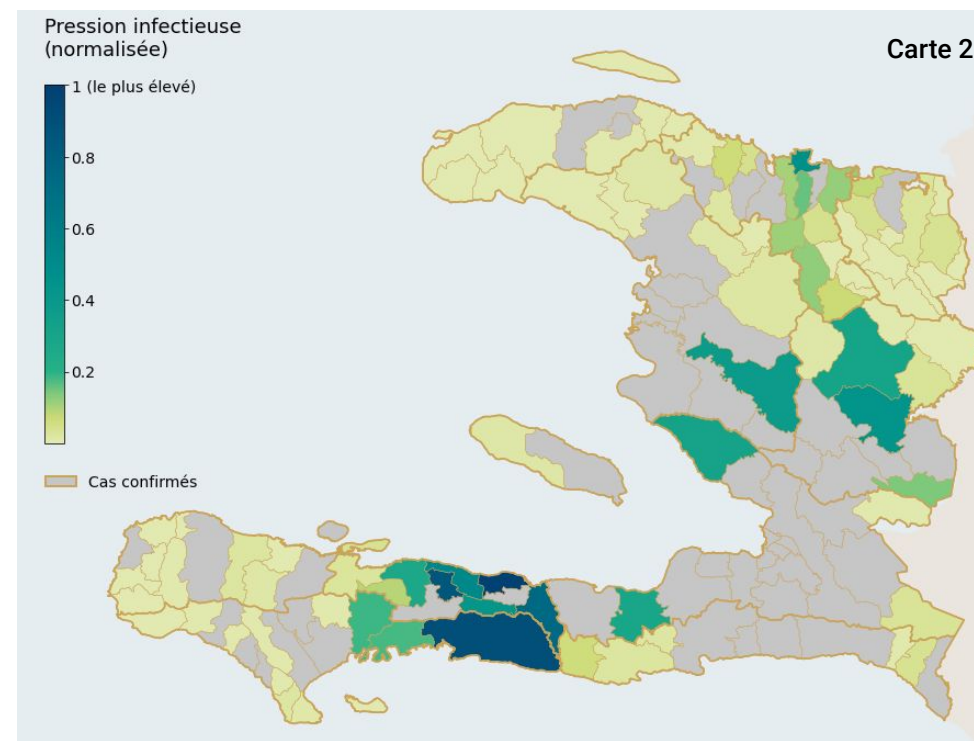 Pression infectieuse
(normalisée)
Carte 2
1 (le plus élevé)
0.8
0.6
0.4
0.2
Cas confirmés